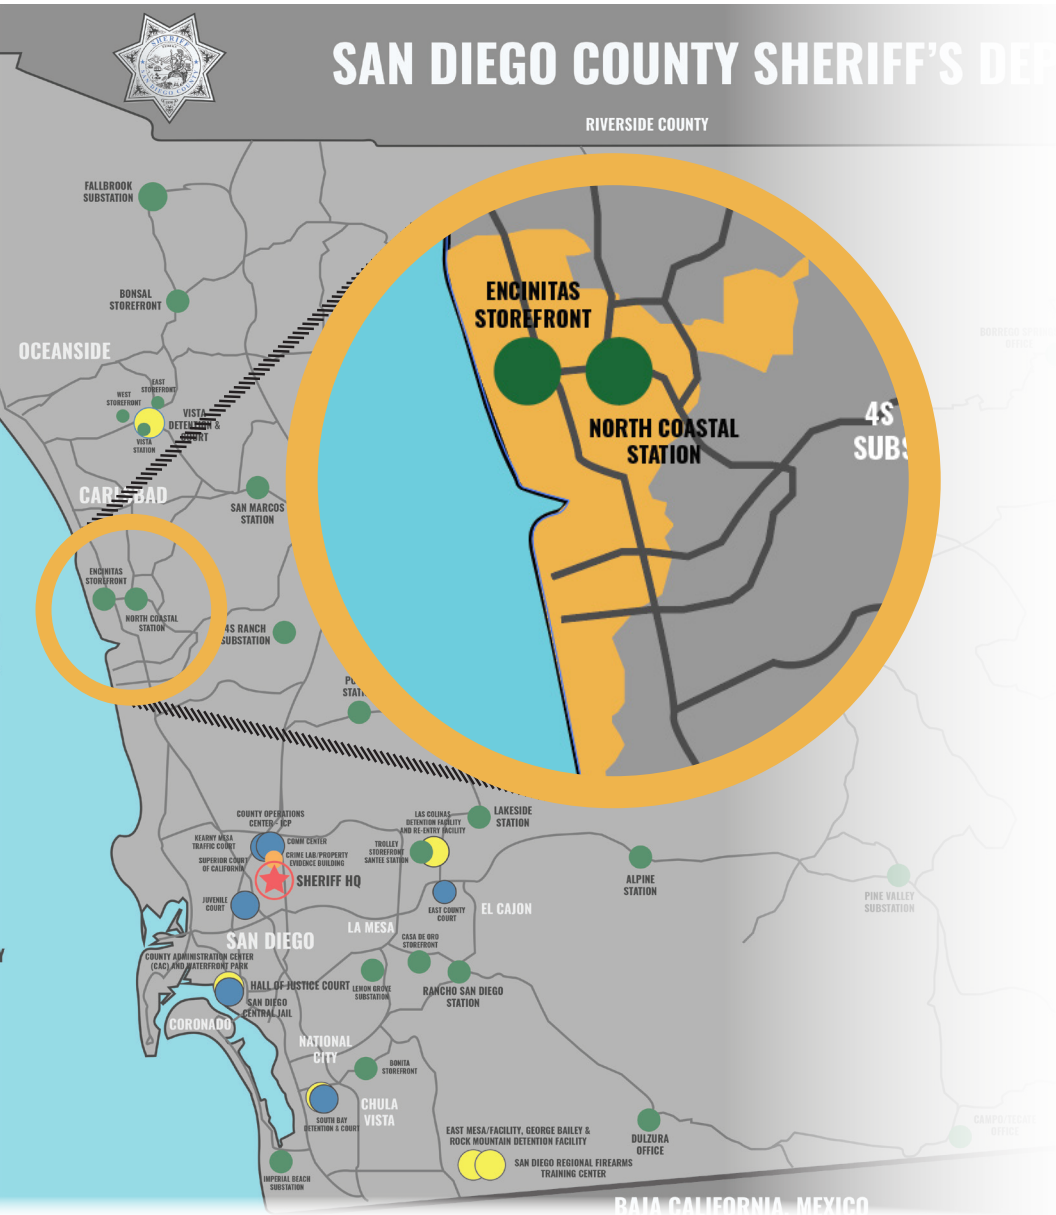 SHERIFF
SAN DIEGO COUNTY SHERIFF'S DEP
RIVERSIDE COUNTY
FALLBROOK
SUBSTATION
BONSAL
STOREFRONT
OCEANSIDE
EAST
STOREFRONT
WEST
STOREFRONT
VISTA
DETENTION &
COURT
VISTA
STATION
CARLSBAD
SAN MARCOS
STATION
ENCINITAS
STOREFRONT
NORTH COASTAL
STATION
4S RANCH
SUBSTATION
ENCINITAS
STOREFRONT
NORTH COASTAL
STATION
4S
SUBS
BORREGO
OFFICE
LAKESIDE
STATION
COUNTY OPERATIONS
CENTER - ICP
KEARNY MESA
TRAFFIC COURT
COMM CENTER
SUPERIOR COURT
OF CALIFORNIA
CRIME LAB/PROPERTY
EVIDENCE BUILDING
SHERIFF HQ
JUVENILE
COURT
LAS COLINAS
DETENTION FACILITY
AND RE-ENTRY FACILITY
TROLLEY
STOREFRONT
SANTEE STATION
EAST COUNTY
COURT
EL CAJON
ALPINE
STATION
PINE VALLEY
SUBSTATION
LA MESA
CASA DE ORO
STOREFRONT
SAN DIEGO
COUNTY ADMINISTRATION CENTER
(CAC) AND WATERFRONT PARK
HALL OF JUSTICE COURT
SAN DIEGO
CENTRAL JAIL
LEMON GROVE
SUBSTATION
RANCHO SAN DIEGO
STATION
CORONADO
NATIONAL
CITY
BONITA
STOREFRONT
CHULA
VISTA
SOUTH BAY
DETENTION & COURT
EAST MESA/FACILITY, GEORGE BAILEY &
ROCK MOUNTAIN DETENTION FACILITY
SAN DIEGO REGIONAL FIREARMS
TRAINING CENTER
DULZURA
OFFICE
OFFICE
IMPERIAL BEACH
SUBSTATION
BAJA CALIFORNIA, MEXICO